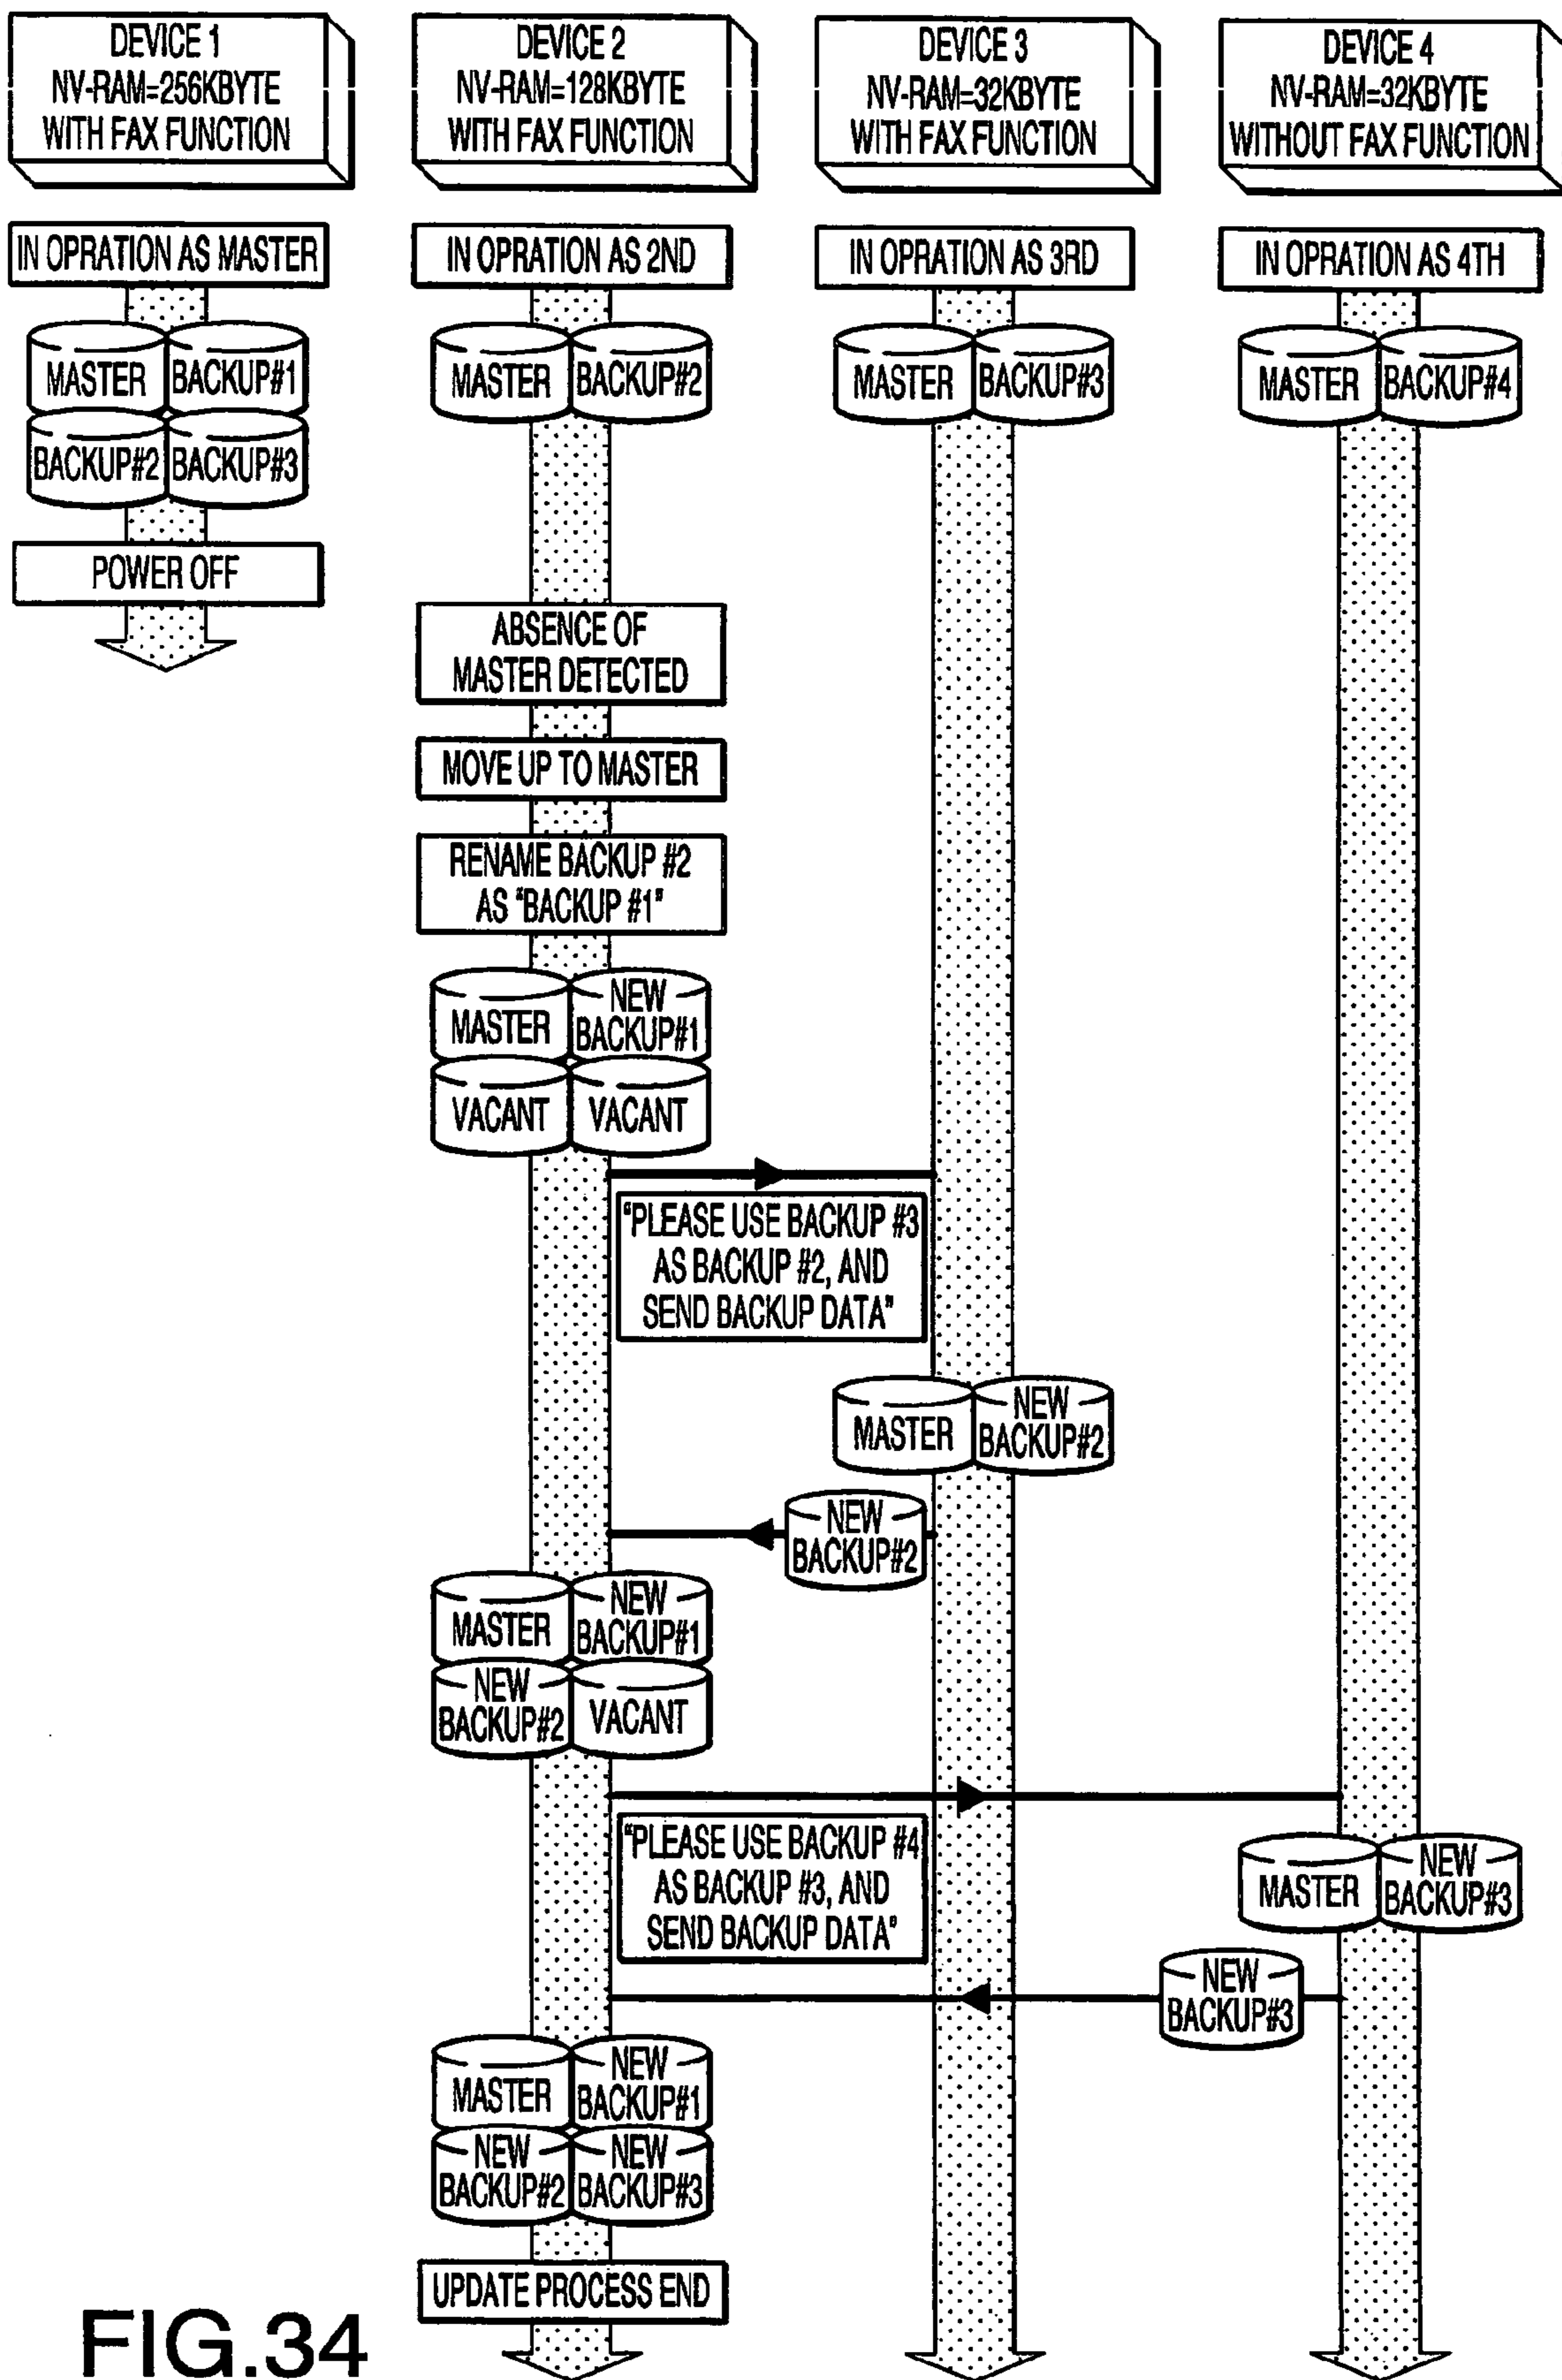 DEVICE 1
NV-RAM=256KBYTE
WITH FAX FUNCTION
DEVICE 2
NV-RAM=128KBYTE
WITH FAX FUNCTION
DEVICE 3
NV-RAM=32KBYTE
WITH FAX FUNCTION
DEVICE 4
NV-RAM=32KBYTE
WITHOUT FAX FUNCTION
IN OPRATION AS MASTER
IN OPRATION AS 2ND
IN OPRATION AS 3RD
IN OPRATION AS 4TH
MASTER
BACKUP#1
BACKUP#2
BACKUP#3
MASTER
BACKUP#2
MASTER
BACKUP#3
MASTER
BACKUP#4
POWER OFF
ABSENCE OF
MASTER DETECTED
MOVE UP TO MASTER
RENAME BACKUP #2
AS "BACKUP #1"
MASTER
NEW
BACKUP#1
VACANT
VACANT
"PLEASE USE BACKUP #3
AS BACKUP #2, AND
SEND BACKUP DATA"
MASTER
NEW
BACKUP#2
NEW
BACKUP#2
MASTER
NEW
BACKUP#1
NEW
BACKUP#2
VACANT
"PLEASE USE BACKUP #4
AS BACKUP #3, AND
SEND BACKUP DATA"
MASTER
NEW
BACKUP#3
NEW
BACKUP#3
MASTER
NEW
BACKUP#1
NEW
BACKUP#2
NEW
BACKUP#3
UPDATE PROCESS END
FIG.34